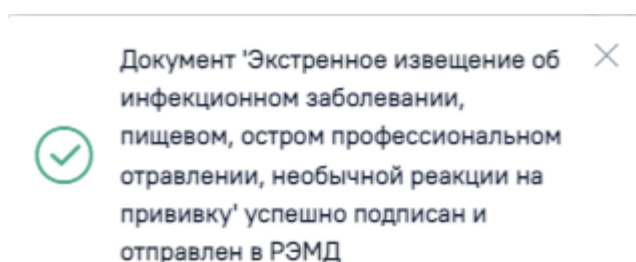 Документ 'Экстренное извещение об
инфекционном заболевании,
пищевом, остром профессиональном
отравлении, необычной реакции на
прививку' успешно подписан и
отправлен в РЭМД